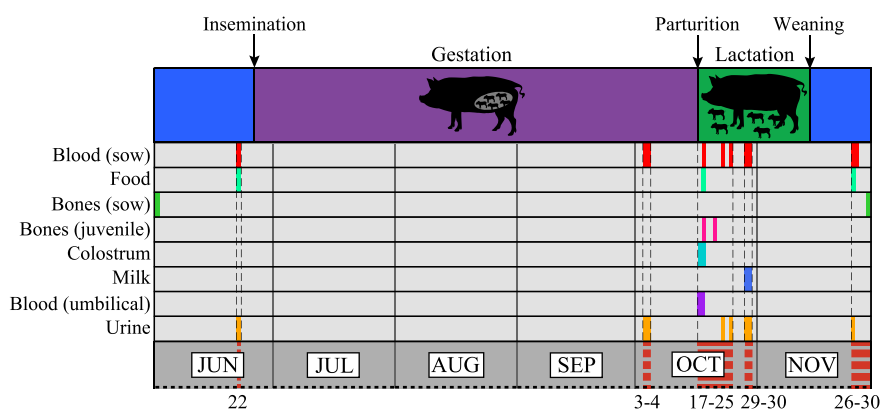 Insemination Parturition Weaning
Gestation Lactation
Blood (sow)
Food
Bones (sow)
Bones (juvenile)
Colostrum
Milk
Blood (umbilical)
Urine
JUN JUL AUG SEP OCT NOV
22 3-4 17-25 29-30 26-30